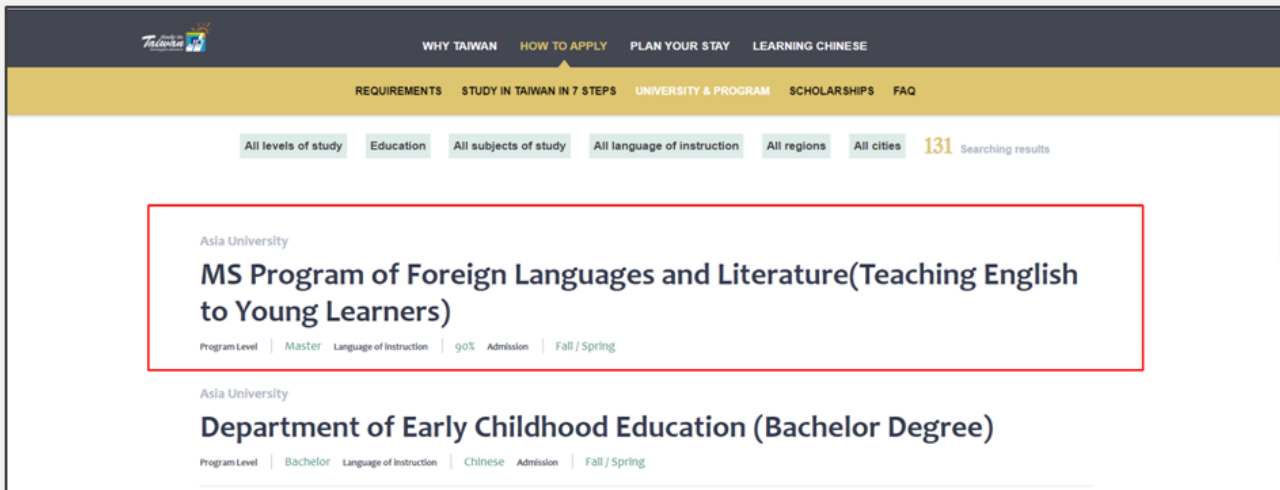 Taiwan
WHY TAIWAN HOW TO APPLY PLAN YOUR STAY LEARNING CHINESE
REQUIREMENTS STUDY IN TAIWAN IN 7 STEPS UNIVERSITY & PROGRAM SCHOLARSHIPS FAQ
All levels of study Education All subjects of study All language of instruction All regions All cities 131 Searching results
Asia University
MS Program of Foreign Languages and Literature(Teaching English
to Young Learners)
Program Level Master Language of instruction 90% Admission Fall / Spring
Asia University
Department of Early Childhood Education (Bachelor Degree)
Program Level Bachelor Language of instruction Chinese Admission Fall / Spring